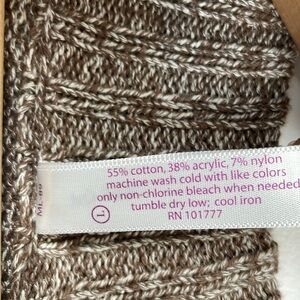 55% cotton, 38% acrylic, 7% nylon
machine wash cold with like colors
only non-chlorine bleach when needed
tumble dry low; cool iron
RN 101777